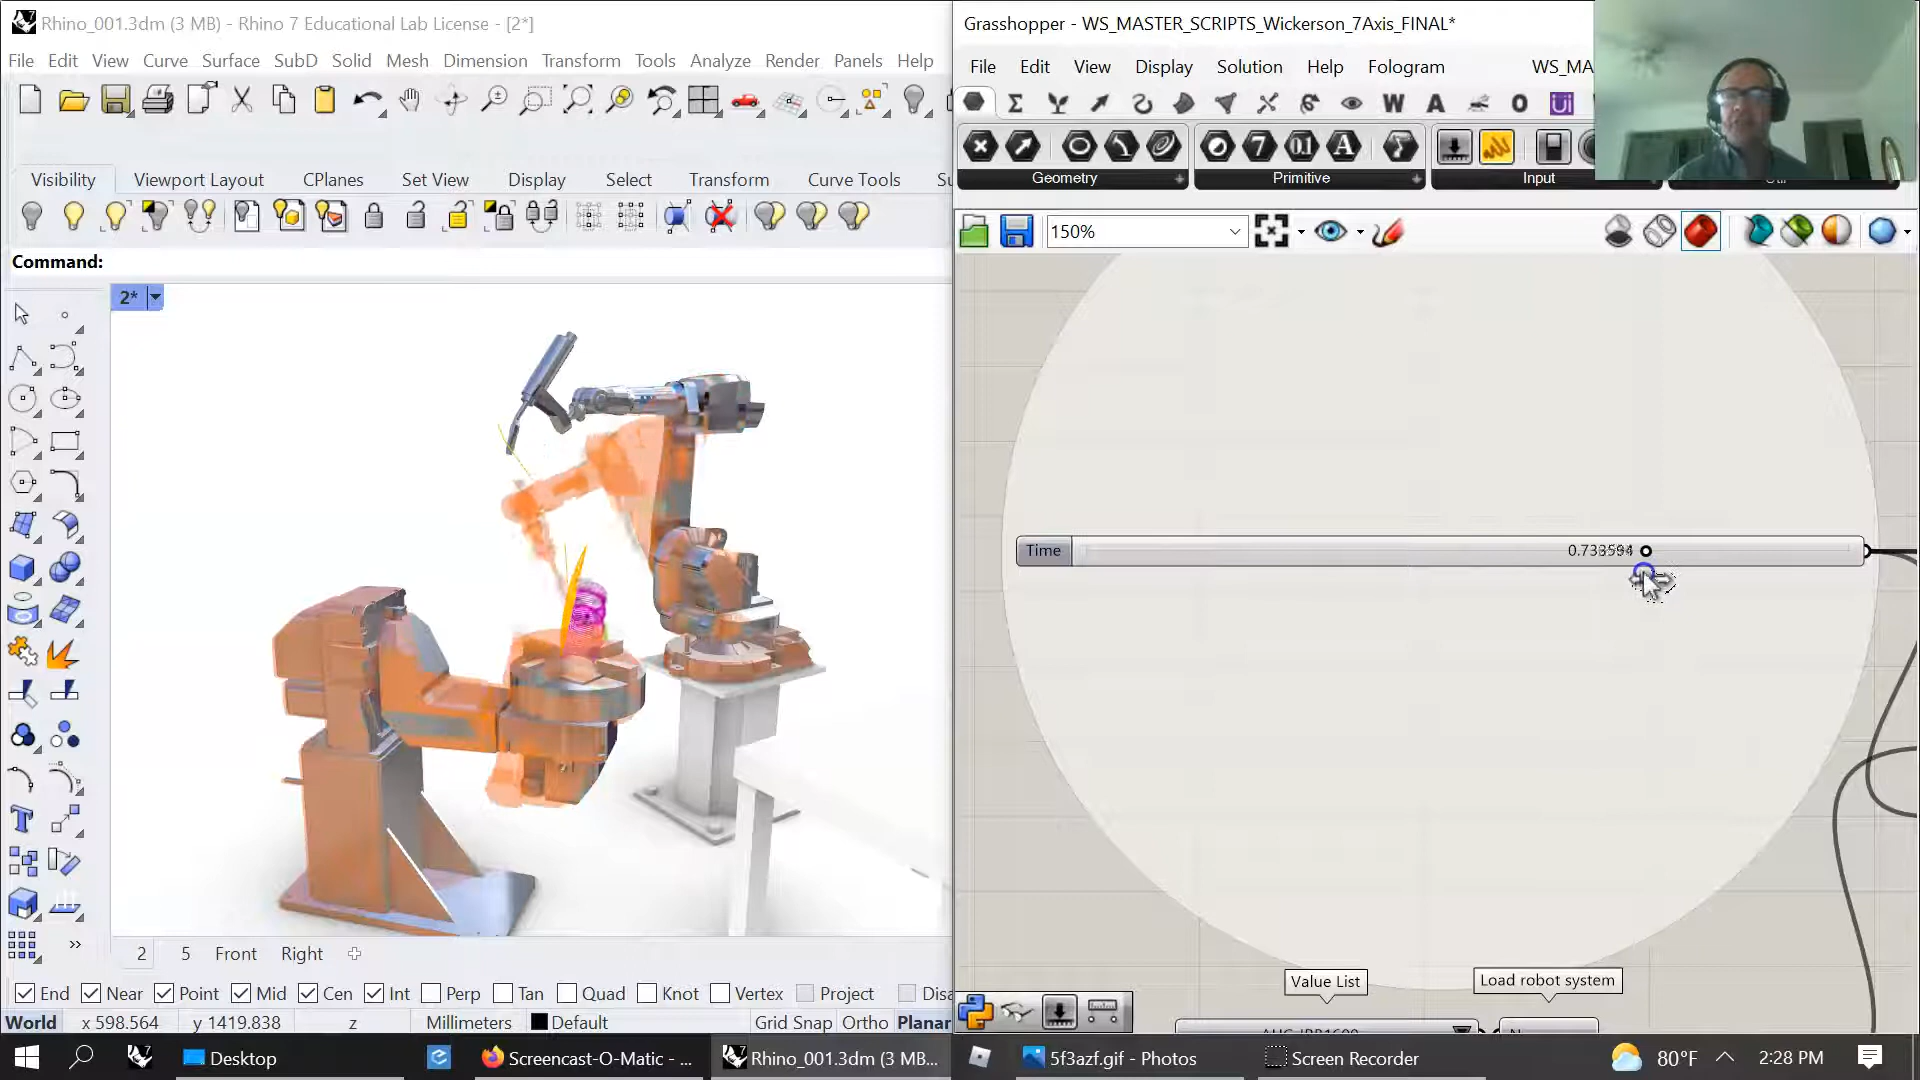 Rhino_001.3dm (3 MB) - Rhino 7 Educational Lab License - [2*]
File Edit View Curve Surface SubD Solid Mesh Dimension Transform Tools Analyze Render Panels Help
Visibility Viewport Layout CPlanes Set View Display Select Transform Curve Tools
Command:
2*
2 5 Front Right
End Near Point Mid Cen Int Perp Tan Quad Knot Vertex Project
World x 598.564 y 1419.838 z Millimeters Default Grid Snap Ortho Planar
Grasshopper - WS_MASTER_SCRIPTS_Wickerson_7Axis_FINAL*
File Edit View Display Solution Help Fologram WS_MA
W A O Ui
7 0.1 A
Geometry Primitive Input
150%
Time
Value List Load robot system
Desktop Screencast-O-Matic - ... Rhino_001.3dm (3 MB... 5f3azf.gif - Photos Screen Recorder 80°F 2:28 PM